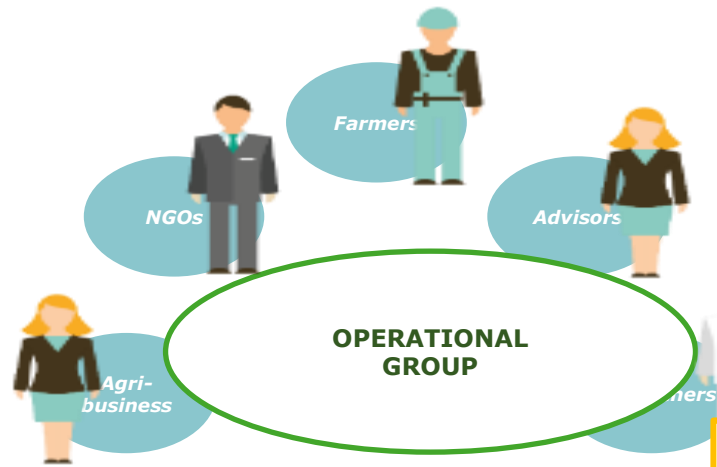 Farmers
NGOs
Advisors
OPERATIONAL
GROUP
Agri-
business